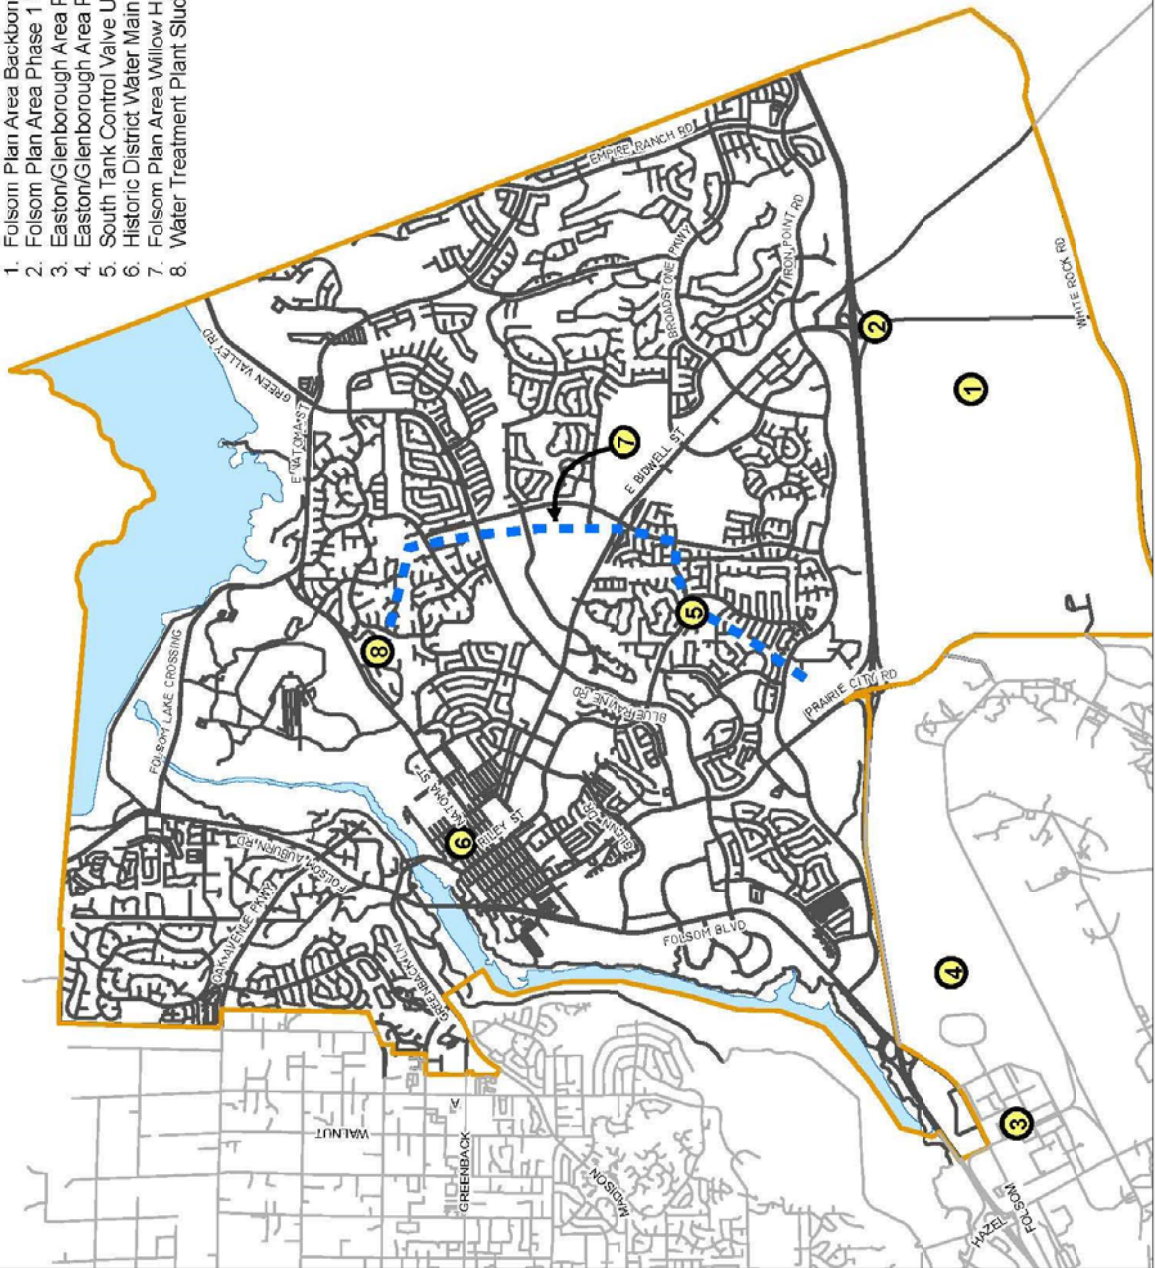 1. Folsom Plan Area Backbon
2. Folsom Plan Area Phase 1
3. Easton/Glenborough Area
4. Easton/Glenborough Area
5. South Tank Control Valve U
6. Historic District Water Main
7. Folsom Plan Area Willow H
8. Water Treatment Plant Sluc
GREEN VALLEY RD
E NATOMA ST
EMPIRE RANCH RD
BROADSTONE PKWY
IRON POINT RD
WHITE ROCK RD
E BIDWELL ST
FOLSOM LAKE CROSSING
BLUE RAVINE RD
PRAIRIE CITY RD
NATOMA ST
RILEY ST
GLENN DR
FOLSOM AUBURN RD
OAK AVENUE PKWY
GREENBACK LN
FOLSOM BLVD
WALNUT
A
GREENBACK
MADISON
HAZEL
FOLSOM
1
2
3
4
5
6
7
8